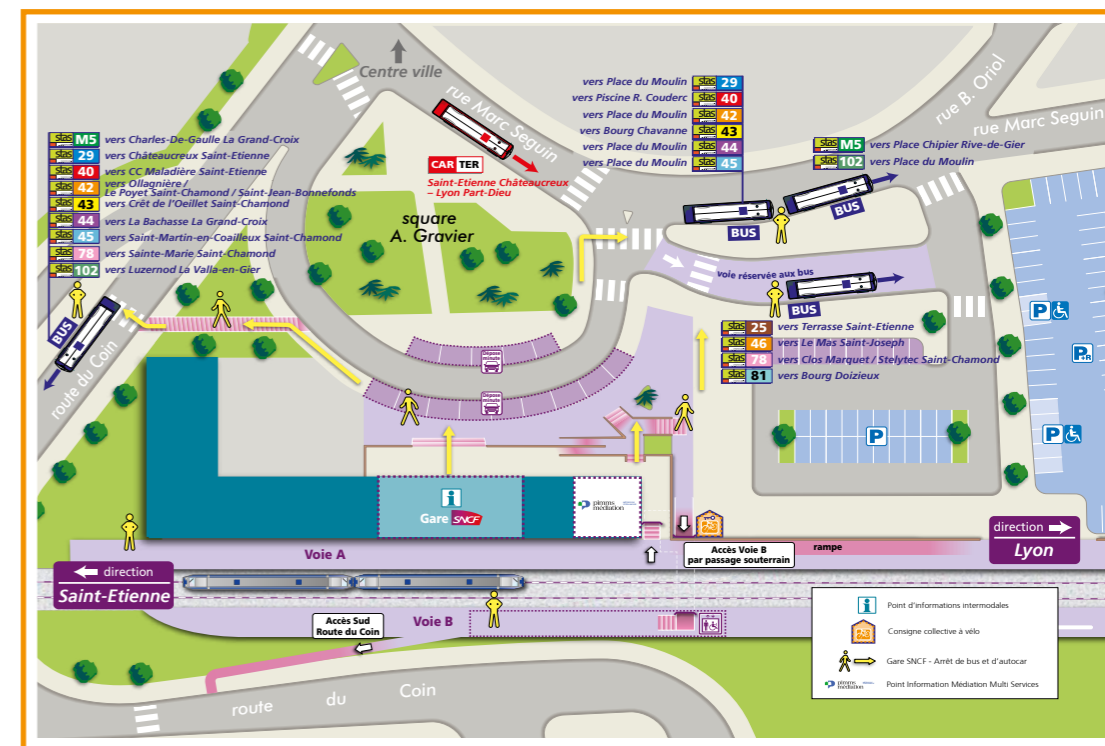 Centre ville
rue Marc Seguin
CAR TER
Saint-Etienne Châteaucreux
– Lyon Part-Dieu
square
A. Gravier
stas M5 vers Charles-De-Gaulle La Grand-Croix
stas 29 vers Châteaucreux Saint-Etienne
stas 40 vers CC Maladière Saint-Etienne
stas 42 vers Ollagnière /
Le Poyet Saint-Chamond / Saint-Jean-Bonnefonds
stas 43 vers Crêt de l'Oeillet Saint-Chamond
stas 44 vers La Bachasse La Grand-Croix
stas 45 vers Saint-Martin-en-Coailleux Saint-Chamond
stas 78 vers Sainte-Marie Saint-Chamond
stas 102 vers Luzernod La Valla-en-Gier
BUS
route du Coin
vers Place du Moulin stas 29
vers Piscine R. Couderc stas 40
vers Place du Moulin stas 42
vers Bourg Chavanne stas 43
vers Place du Moulin stas 44
vers Place du Moulin stas 45
rue B. Oriol
rue Marc Seguin
stas M5 vers Place Chipier Rive-de-Gier
stas 102 vers Place du Moulin
BUS
BUS
voie réservée aux bus
BUS
stas 25 vers Terrasse Saint-Etienne
stas 46 vers Le Mas Saint-Joseph
stas 78 vers Clos Marquet / Stelytec Saint-Chamond
stas 81 vers Bourg Doizieux
P
P+R
P
P
Dépose
minute
Dépose
minute
i
Gare SNCF
pimms
médiation
Voie A
Accès Voie B
par passage souterrain
rampe
direction
Lyon
direction
Saint-Etienne
Accès Sud
Route du Coin
Voie B
route du Coin
i Point d'informations intermodales
Consigne collective à vélo
Gare SNCF - Arrêt de bus et d'autocar
pimms
médiation
Point Information Médiation Multi Services